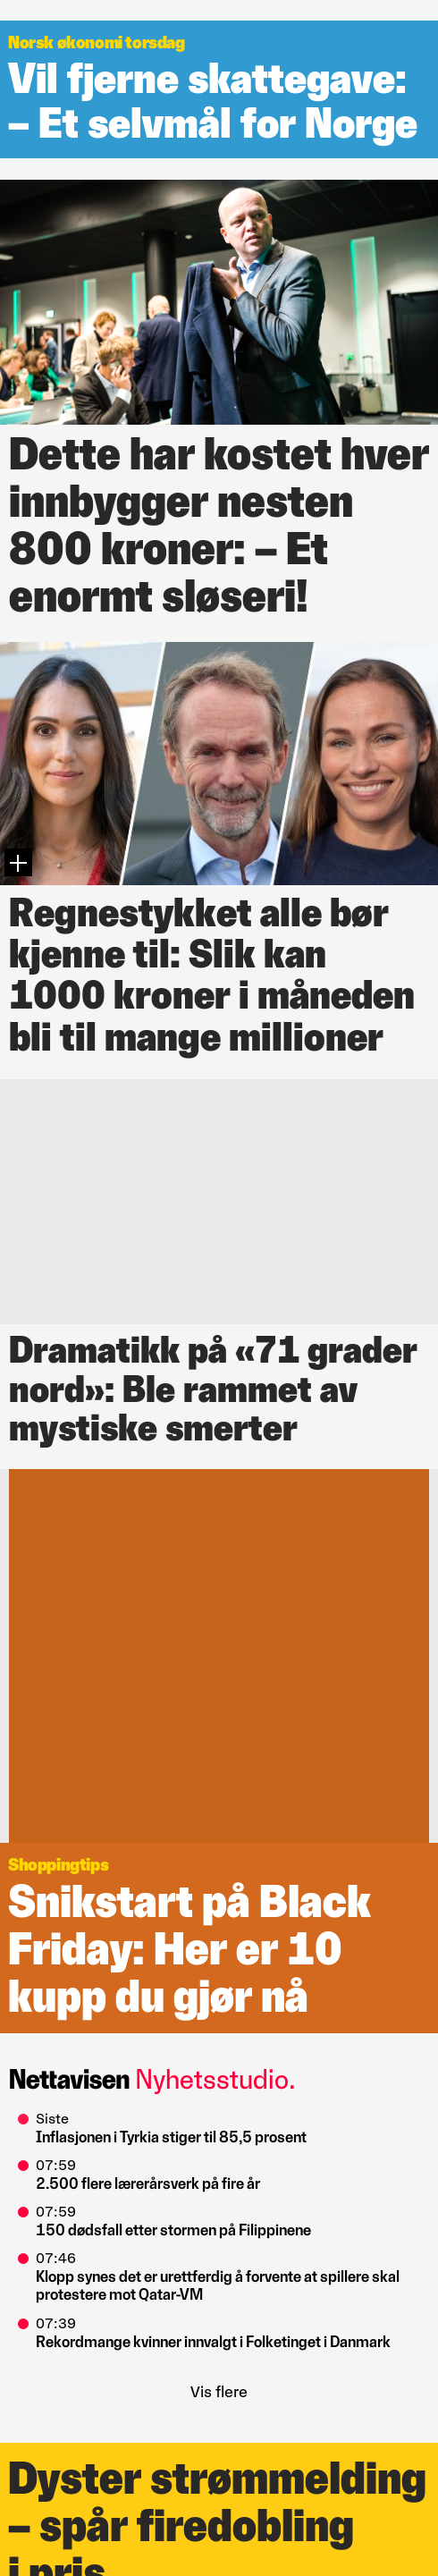 Norsk økonomi torsdag
Vil fjerne skattegave:
– Et selvmål for Norge
Dette har kostet hver
innbygger nesten
800 kroner: – Et
enormt sløseri!
Regnestykket alle bør
kjenne til: Slik kan
1000 kroner i måneden
bli til mange millioner
Dramatikk på «71 grader
nord»: Ble rammet av
mystiske smerter
Shoppingtips
Snikstart på Black
Friday: Her er 10
kupp du gjør nå
Nettavisen Nyhetsstudio.
Siste
Inflasjonen i Tyrkia stiger til 85,5 prosent
07:59
2.500 flere lærerårsverk på fire år
07:59
150 dødsfall etter stormen på Filippinene
07:46
Klopp synes det er urettferdig å forvente at spillere skal
protestere mot Qatar-VM
07:39
Rekordmange kvinner innvalgt i Folketinget i Danmark
Vis flere
Dyster strømmelding
– spår firedobling
i pris